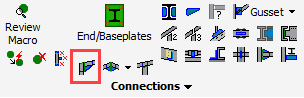 Review
Macro
End/Baseplates
Gusset
Connections